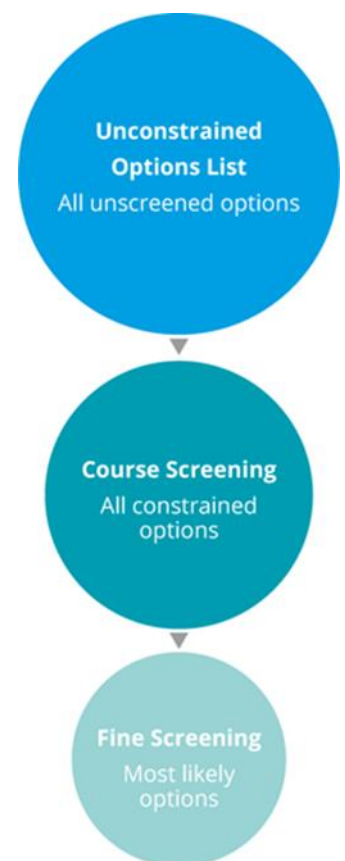 Unconstrained
Options List
All unscreened options
Course Screening
All constrained
options
Fine Screening
Most likely
options